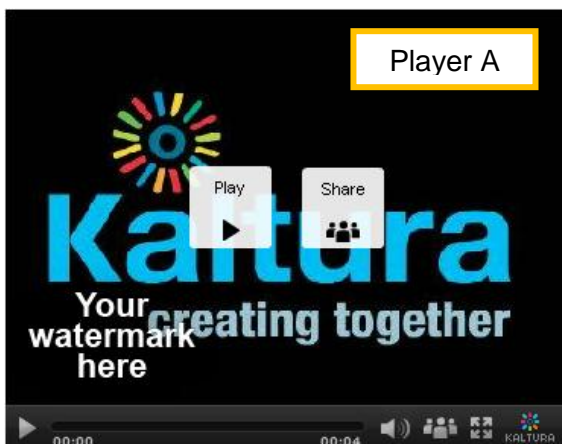 Player A
Play
Share
Kaltura
creating together
Your
watermark
here
00:00
00:04
KALTURA